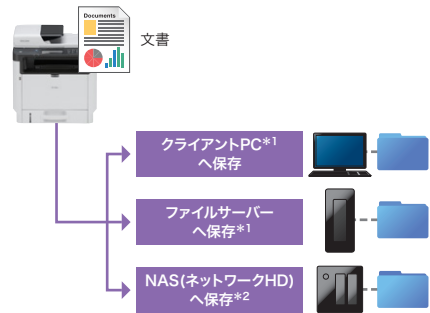 Documents
文書
クライアントPC*1
へ保存
ファイルサーバー
へ保存*1
NAS(ネットワークHD)
へ保存*2